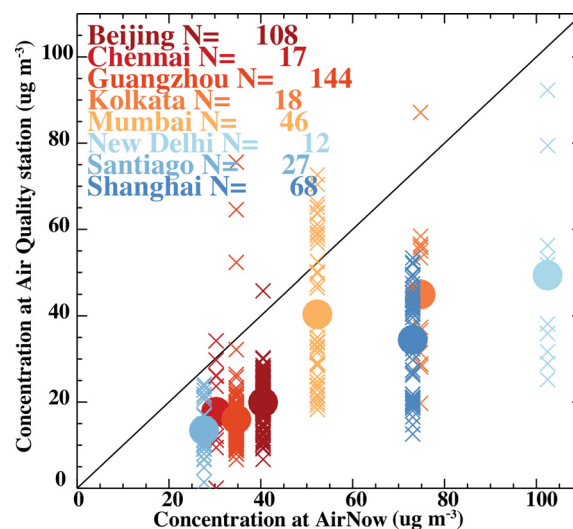 Beijing N= 108
Chennai N= 17
Guangzhou N= 144
Kolkata N= 18
Mumbai N= 46
New Delhi N= 12
Santiago N= 27
Shanghai N= 68
Concentration at Air Quality station (ug m⁻³)
100
80
60
40
20
0
0 20 40 60 80 100
Concentration at AirNow (ug m⁻³)